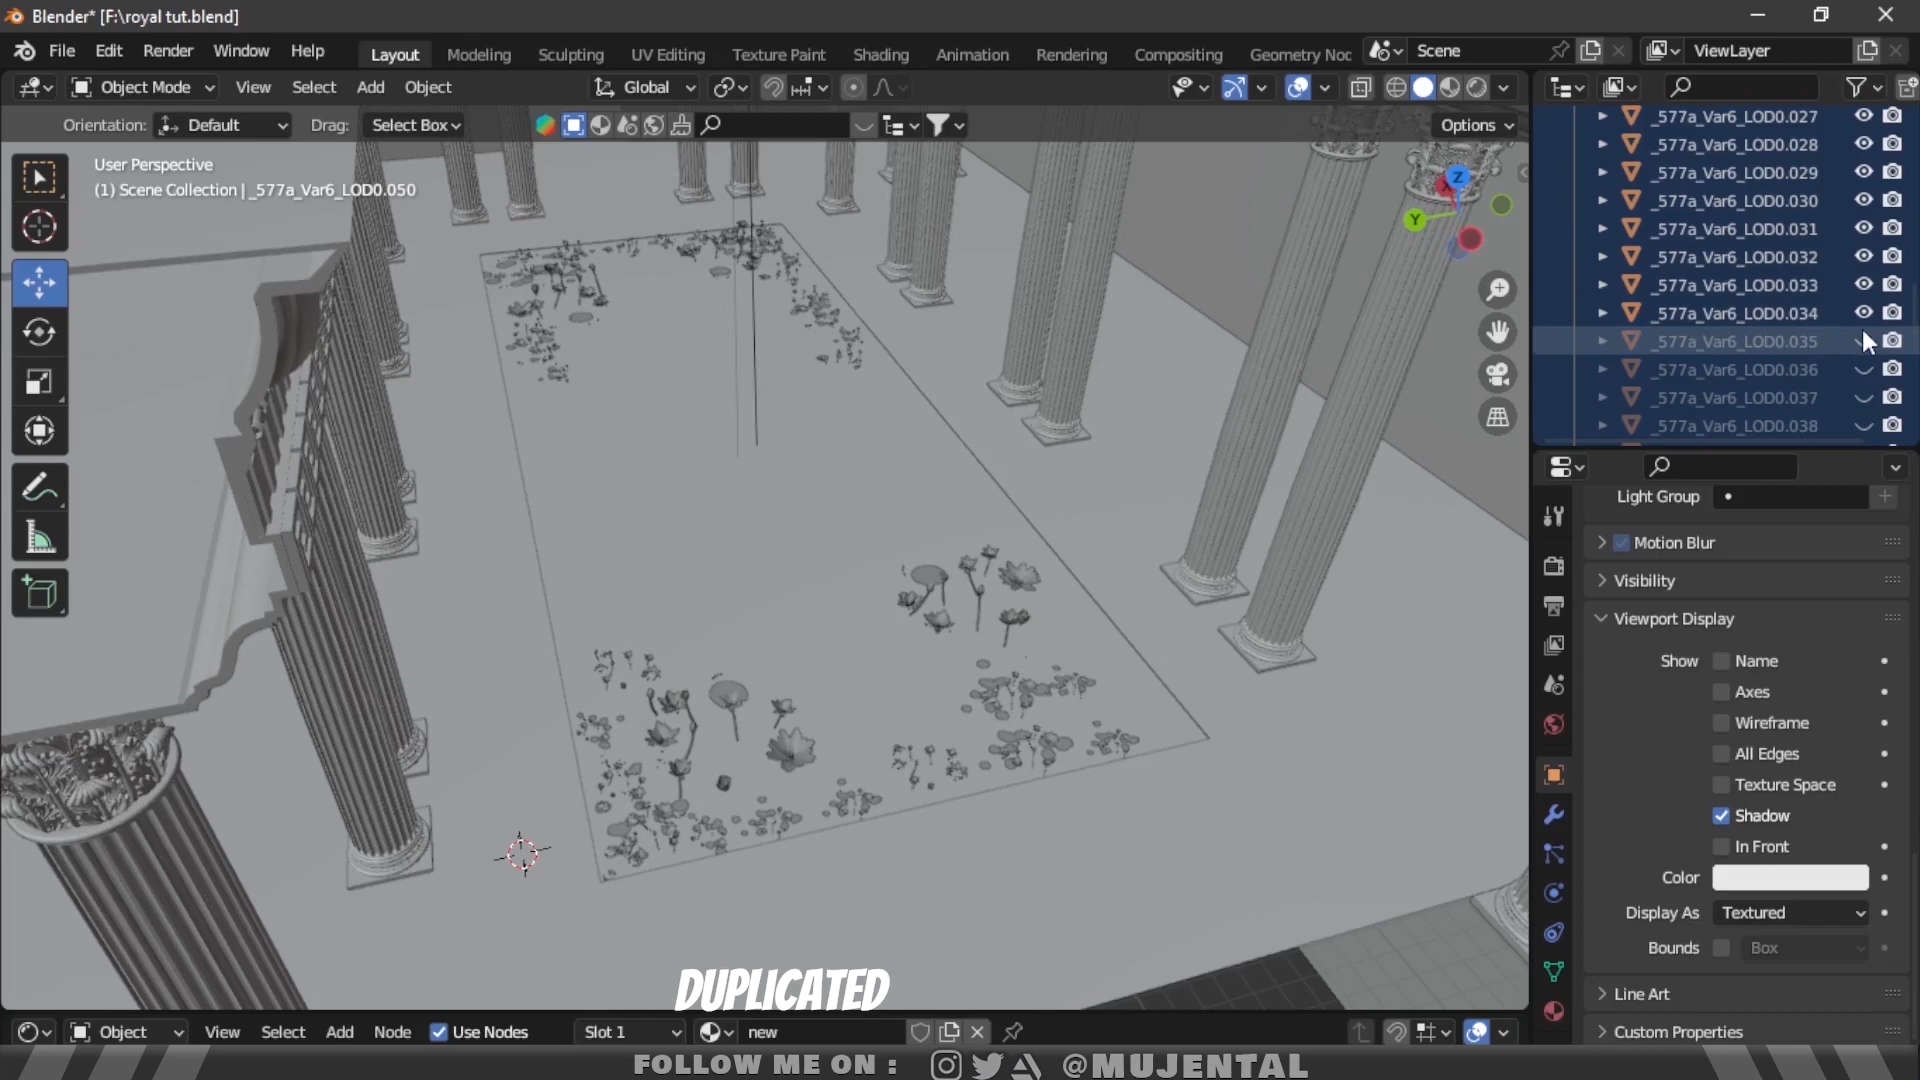 Blender* [F:\royal tut.blend]
File Edit Render Window Help Layout Modeling Sculpting UV Editing Texture Paint Shading Animation Rendering Compositing Geometry Noc Scene ViewLayer
Object Mode View Select Add Object Global
Orientation: Default Drag: Select Box Options
User Perspective
(1) Scene Collection | _577a_Var6_LOD0.050
Z
X
Y
_577a_Var6_LOD0.027
_577a_Var6_LOD0.028
_577a_Var6_LOD0.029
_577a_Var6_LOD0.030
_577a_Var6_LOD0.031
_577a_Var6_LOD0.032
_577a_Var6_LOD0.033
_577a_Var6_LOD0.034
_577a_Var6_LOD0.035
_577a_Var6_LOD0.036
_577a_Var6_LOD0.037
_577a_Var6_LOD0.038
Light Group
Motion Blur
Visibility
Viewport Display
Show Name
Axes
Wireframe
All Edges
Texture Space
Shadow
In Front
Color
Display As Textured
Bounds Box
Line Art
Custom Properties
DUPLICATED
Object View Select Add Node Use Nodes Slot 1 new
FOLLOW ME ON : @MUJENTAL